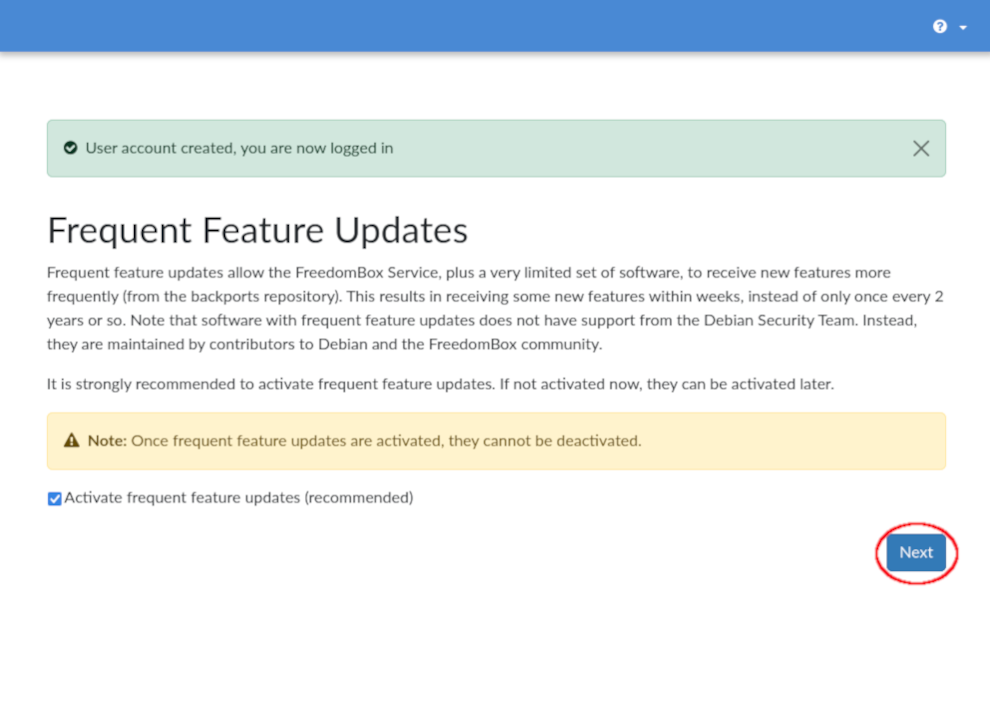 User account created, you are now logged in
Frequent Feature Updates
Frequent feature updates allow the FreedomBox Service, plus a very limited set of software, to receive new features more
frequently (from the backports repository). This results in receiving some new features within weeks, instead of only once every 2
years or so. Note that software with frequent feature updates does not have support from the Debian Security Team. Instead,
they are maintained by contributors to Debian and the FreedomBox community.
It is strongly recommended to activate frequent feature updates. If not activated now, they can be activated later.
Note: Once frequent feature updates are activated, they cannot be deactivated.
Activate frequent feature updates (recommended)
Next